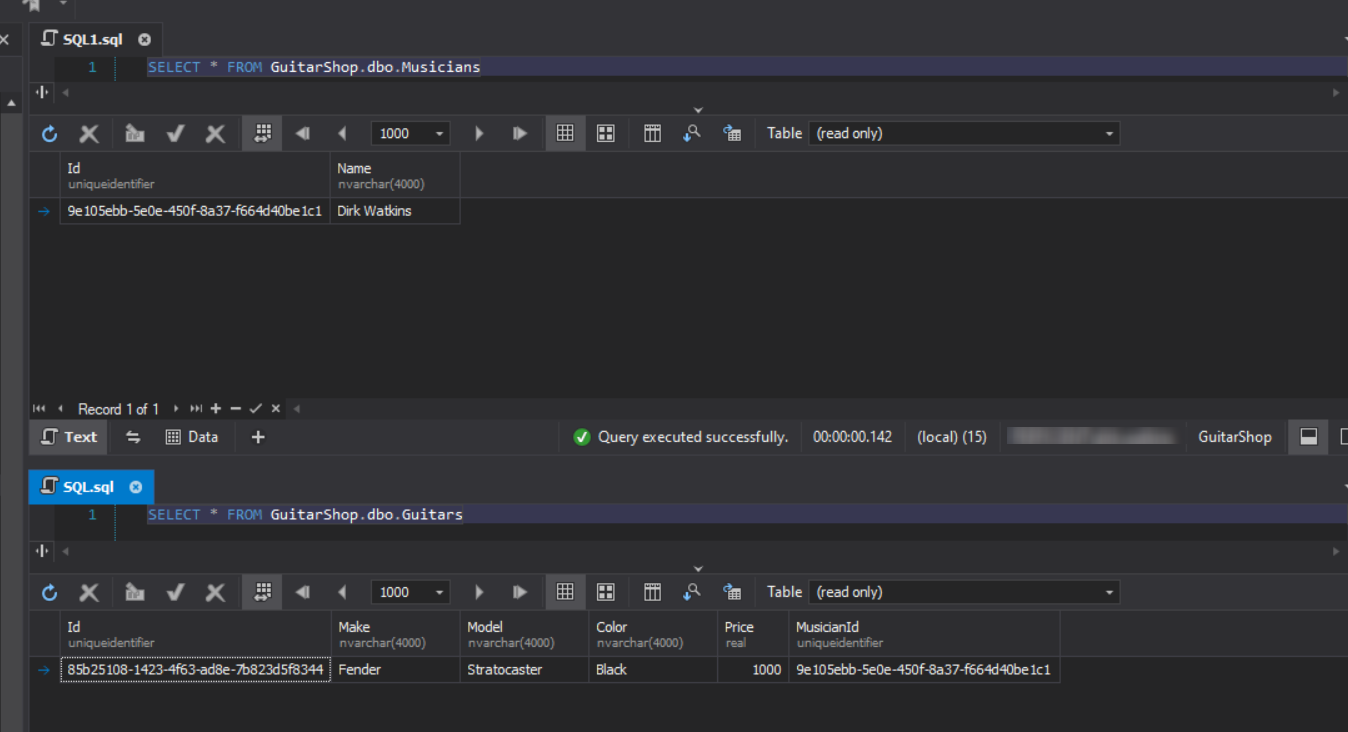 SQL1.sql
1 SELECT * FROM GuitarShop.dbo.Musicians
1000 Table (read only)
Id Name
uniqueidentifier nvarchar(4000)
9e105ebb-5e0e-450f-8a37-f664d40be1c1 Dirk Watkins
Record 1 of 1
Text Data Query executed successfully. 00:00:00.142 (local) (15) GuitarShop
SQL.sql
1 SELECT * FROM GuitarShop.dbo.Guitars
1000 Table (read only)
Id Make Model Color Price MusicianId
uniqueidentifier nvarchar(4000) nvarchar(4000) nvarchar(4000) real uniqueidentifier
85b25108-1423-4f63-ad8e-7b823d5f8344 Fender Stratocaster Black 1000 9e105ebb-5e0e-450f-8a37-f664d40be1c1